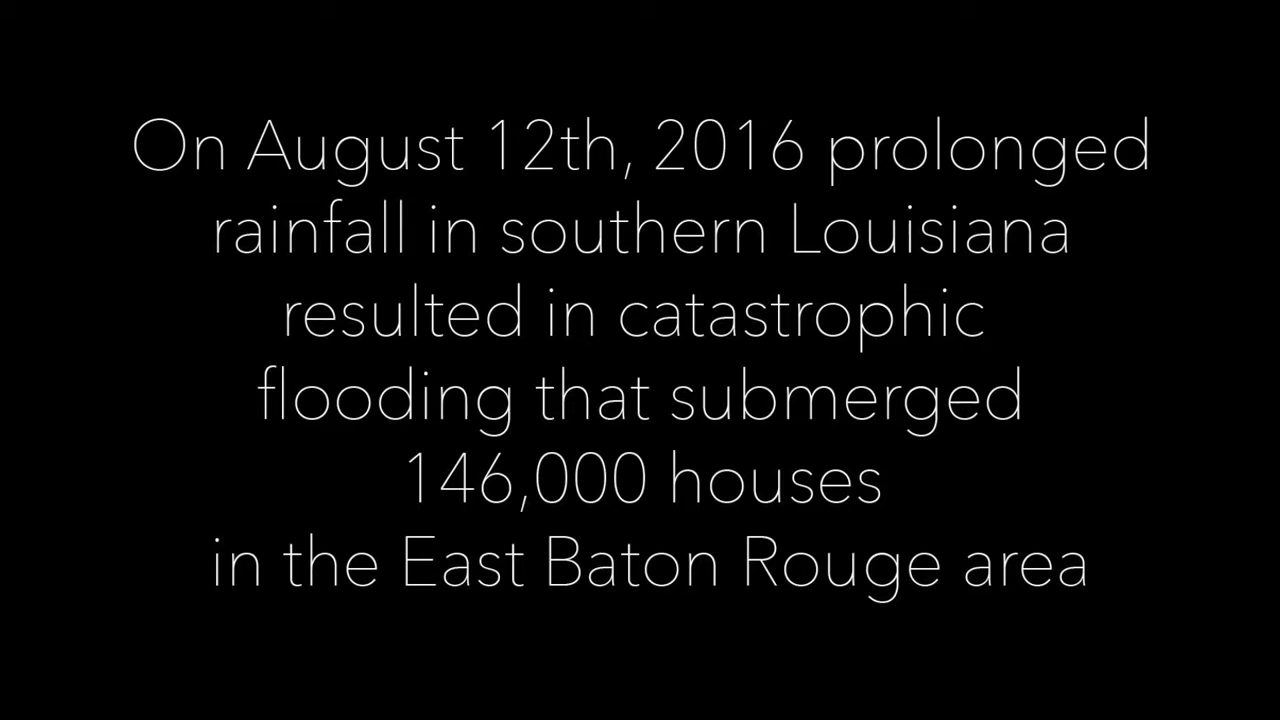 On August 12th, 2016 prolonged
rainfall in southern Louisiana
resulted in catastrophic
flooding that submerged
146,000 houses
in the East Baton Rouge area